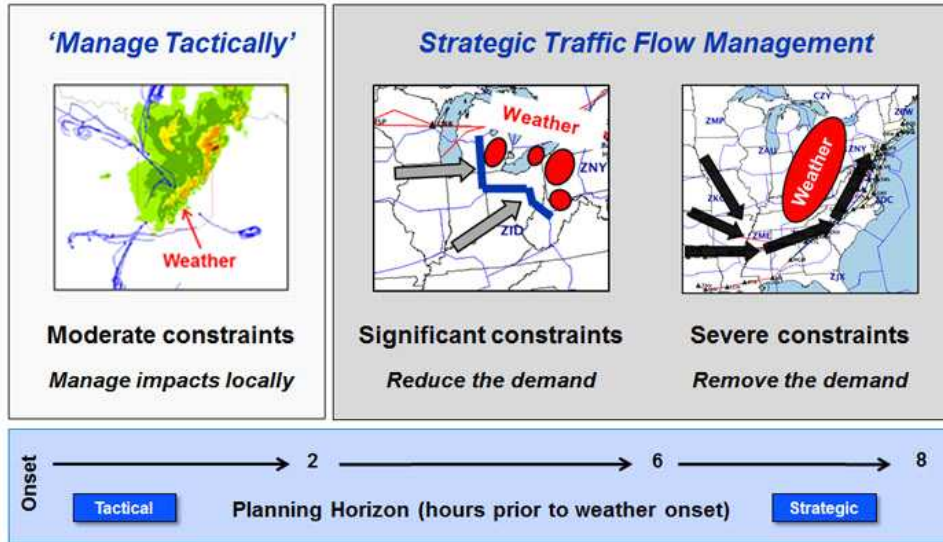 ‘Manage Tactically’
Strategic Traffic Flow Management
Weather
Weather
ZNY
ZID
CZY
ZMP
ZAU
ZNY
ZDC
ZME
ZJX
Weather
Moderate constraints
Significant constraints
Severe constraints
Manage impacts locally
Reduce the demand
Remove the demand
Onset
2
6
8
Tactical
Planning Horizon (hours prior to weather onset)
Strategic